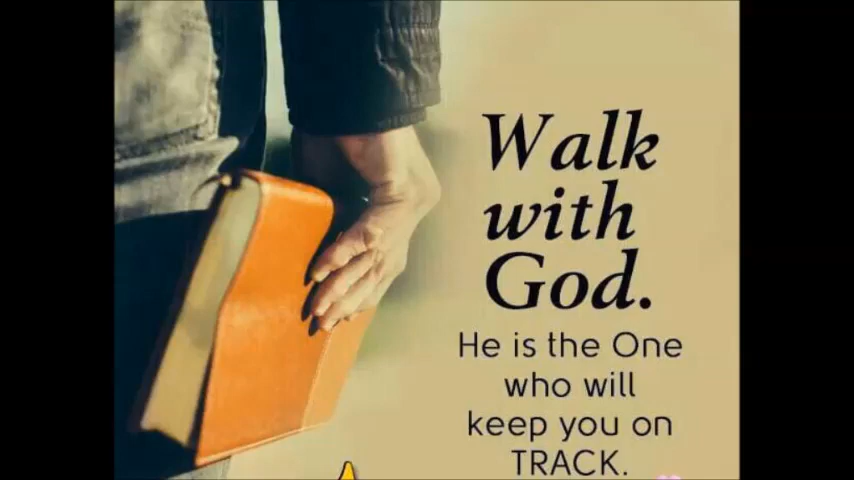 Walk
with
God.
He is the One
who will
keep you on
TRACK.